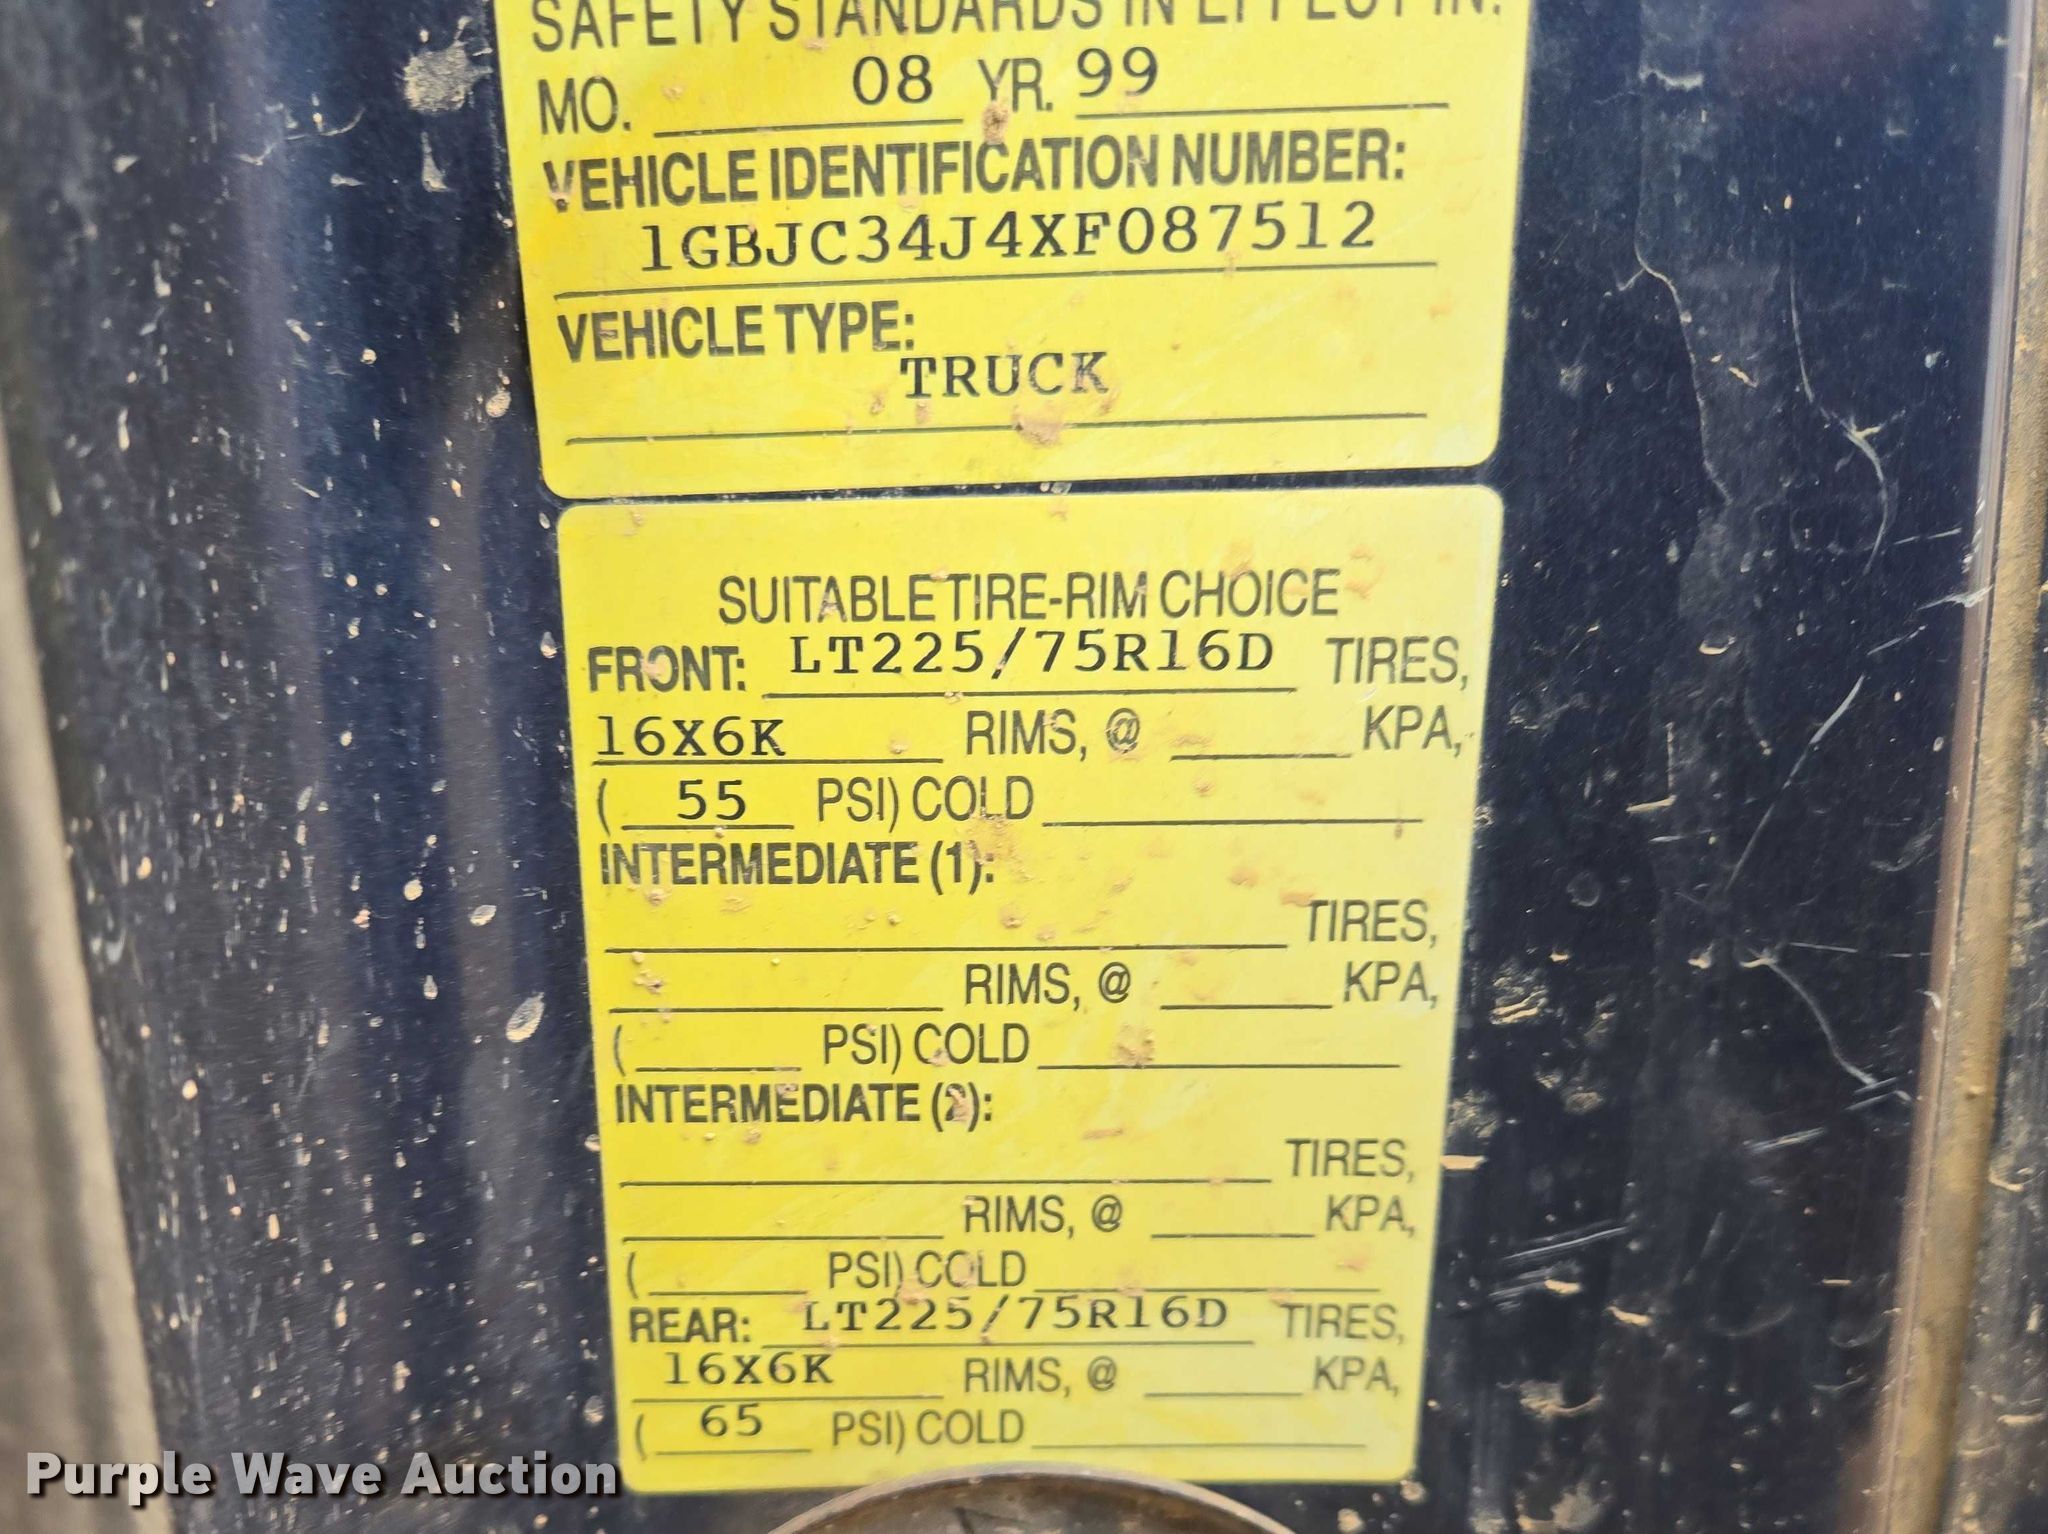 SAFETY STANDARDS IN EFFECT IN:
MO. 08 YR. 99
VEHICLE IDENTIFICATION NUMBER:
1GBJC34J4XF087512
VEHICLE TYPE:
TRUCK
SUITABLE TIRE-RIM CHOICE
FRONT: LT225/75R16D TIRES,
16X6K RIMS, @ KPA,
( 55 PSI) COLD
INTERMEDIATE (1):
TIRES,
RIMS, @ KPA,
( PSI) COLD
INTERMEDIATE (2):
TIRES,
RIMS, @ KPA,
( PSI) COLD
REAR: LT225/75R16D TIRES,
16X6K RIMS, @ KPA,
( 65 PSI) COLD
Purple Wave Auction